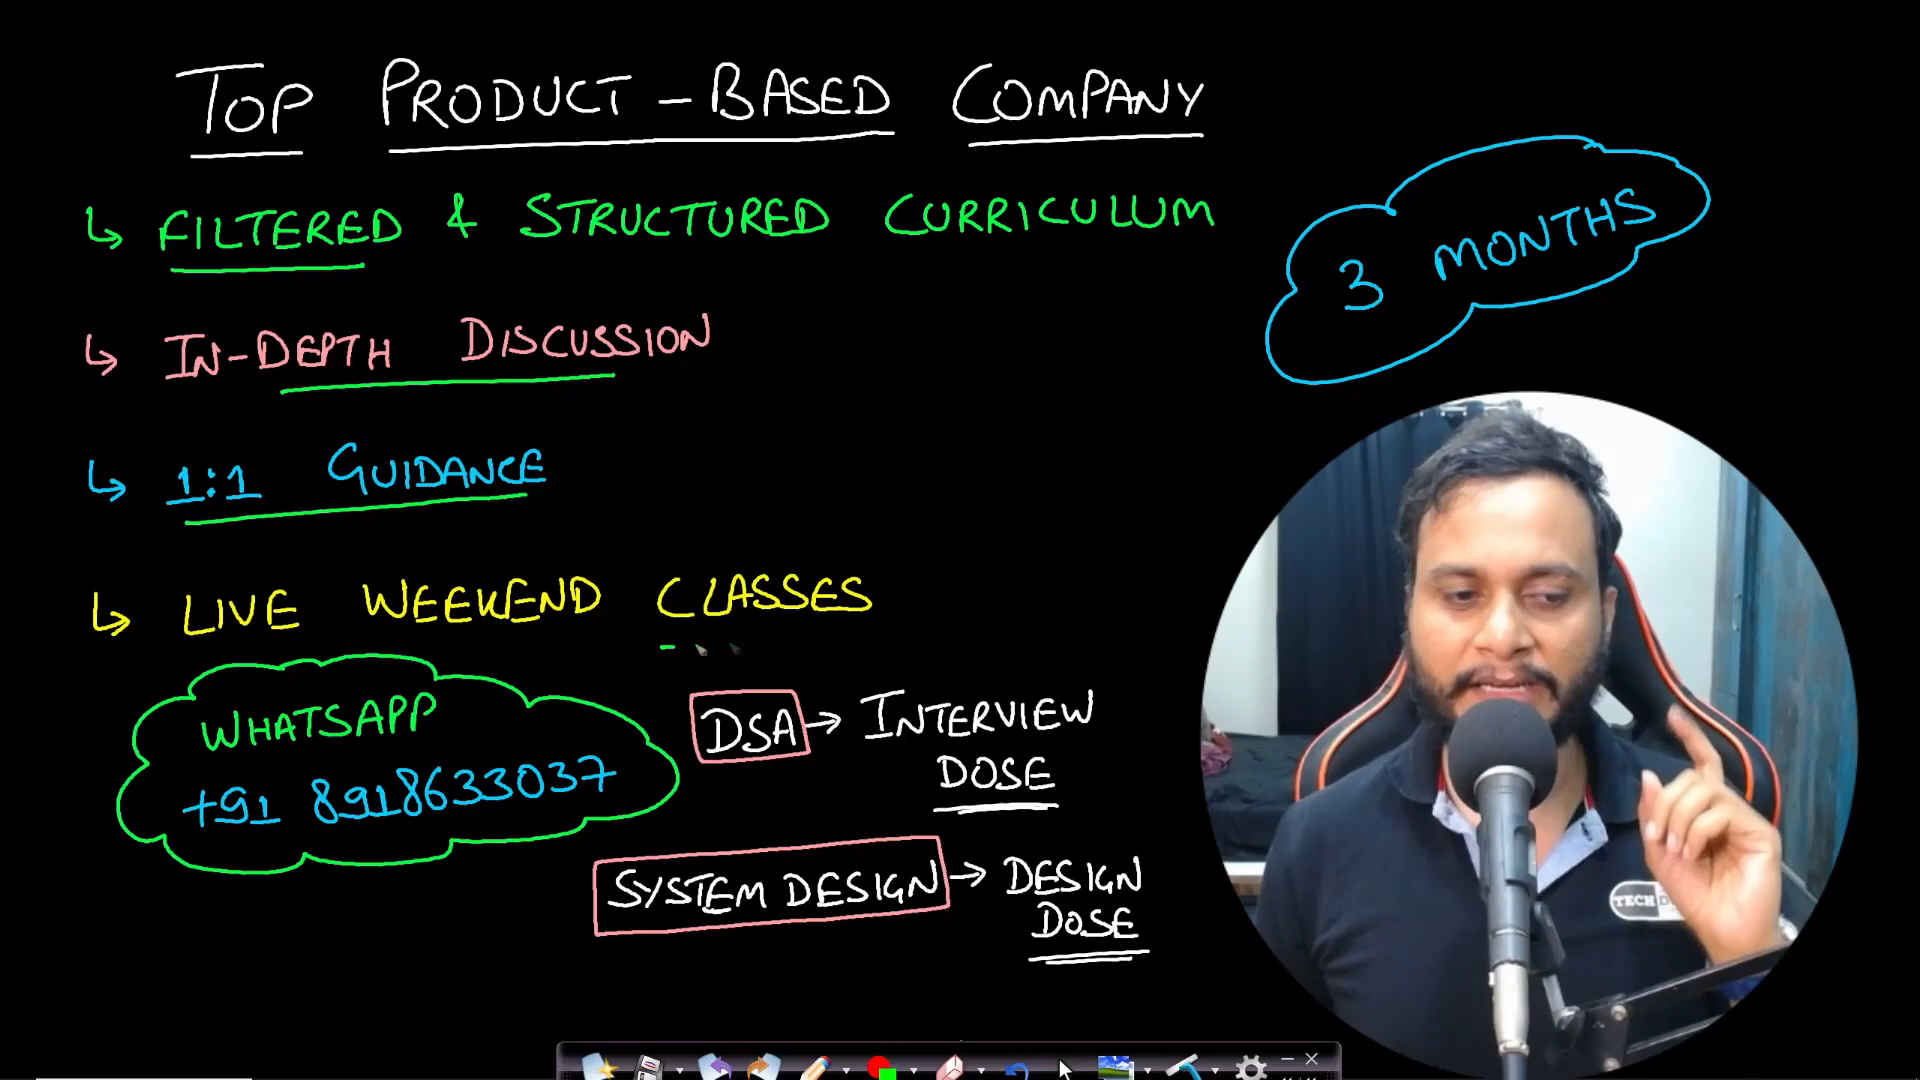 TOP PRODUCT-BASED COMPANY
↳ FILTERED & STRUCTURED CURRICULUM
3 MONTHS
↳ IN-DEPTH DISCUSSION
↳ 1:1 GUIDANCE
↳ LIVE WEEKEND CLASSES
WHATSAPP
+91 8918633037
DSA → INTERVIEW
DOSE
SYSTEM DESIGN → DESIGN
DOSE
TECH